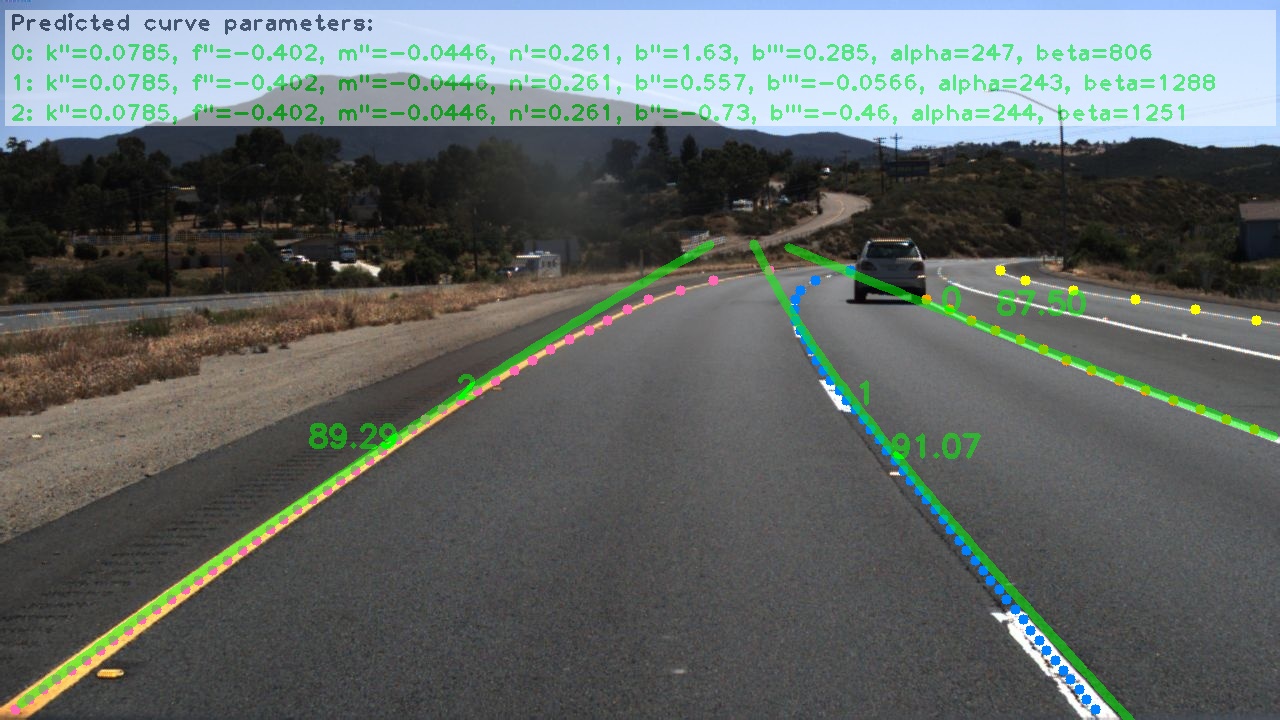 Predicted curve parameters:
0: k''=0.0785, f''=-0.402, m''=-0.0446, n'=0.261, b''=1.63, b'''=0.285, alpha=247, beta=806
1: k''=0.0785, f''=-0.402, m''=-0.0446, n'=0.261, b''=0.557, b'''=-0.0566, alpha=243, beta=1288
2: k''=0.0785, f''=-0.402, m''=-0.0446, n'=0.261, b''=-0.73, b'''=-0.46, alpha=244, beta=1251
0 87.50
2
1
89.29
91.07